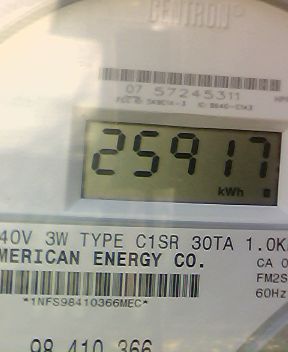 CENTRON®
07 57245311
25917
kWh
40V 3W TYPE C1SR 30TA 1.0K
MERICAN ENERGY CO.
CA 0
FM2S
60Hz
*1NFS98410366MEC*
98 410 366